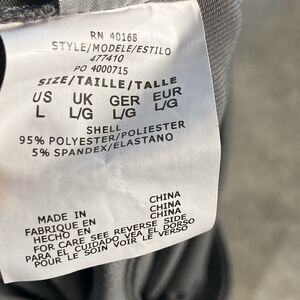 RN 40168
STYLE/MODELE/ESTILO
477410
PO 4000715
SIZE/TAILLE/TALLE
US UK GER EUR
L L/G L/G L/G
SHELL
95% POLYESTER/POLIESTER
5% SPANDEX/ELASTANO
MADE IN CHINA
FABRIQUE EN CHINA
HECHO EN CHINA
FOR CARE SEE REVERSE SIDE
PARA EL CUIDADO VEA EL DORSO
POUR LE SOIN VOIR LE VERSO